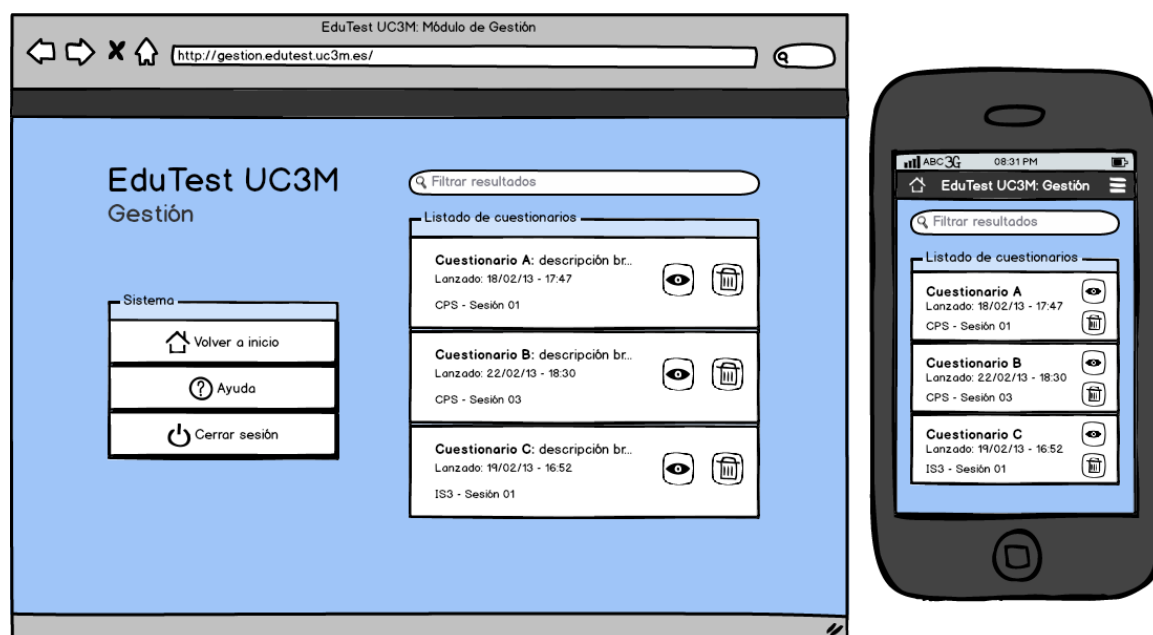 EduTest UC3M: Módulo de Gestión
http://gestion.edutest.uc3m.es/
EduTest UC3M
Gestión
Sistema
Volver a inicio
Ayuda
Cerrar sesión
Filtrar resultados
Listado de cuestionarios
Cuestionario A: descripción br...
Lanzado: 18/02/13 - 17:47
CPS - Sesión 01
Cuestionario B: descripción br...
Lanzado: 22/02/13 - 18:30
CPS - Sesión 03
Cuestionario C: descripción br...
Lanzado: 19/02/13 - 16:52
IS3 - Sesión 01
ABC 3G 08:31 PM
EduTest UC3M: Gestión
Filtrar resultados
Listado de cuestionarios
Cuestionario A
Lanzado: 18/02/13 - 17:47
CPS - Sesión 01
Cuestionario B
Lanzado: 22/02/13 - 18:30
CPS - Sesión 03
Cuestionario C
Lanzado: 19/02/13 - 16:52
IS3 - Sesión 01